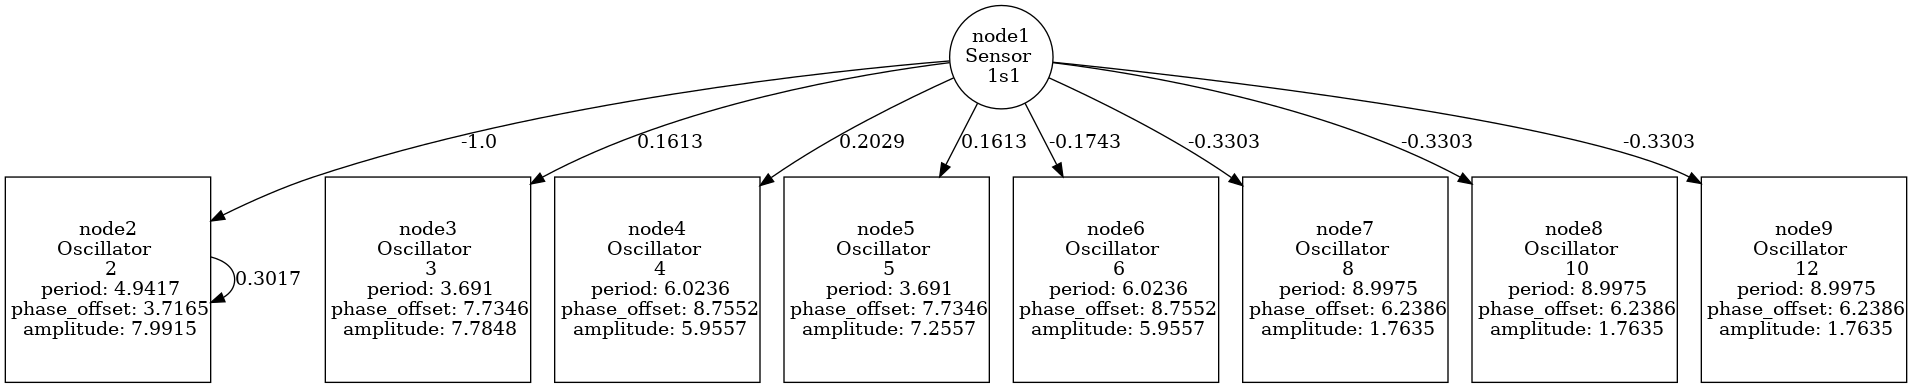 node1
Sensor
1s1
-1.0
0.1613
0.2029
0.1613
-0.1743
-0.3303
-0.3303
-0.3303
node2
Oscillator
2
period: 4.9417
phase_offset: 3.7165
amplitude: 7.9915
0.3017
node3
Oscillator
3
period: 3.691
phase_offset: 7.7346
amplitude: 7.7848
node4
Oscillator
4
period: 6.0236
phase_offset: 8.7552
amplitude: 5.9557
node5
Oscillator
5
period: 3.691
phase_offset: 7.7346
amplitude: 7.2557
node6
Oscillator
6
period: 6.0236
phase_offset: 8.7552
amplitude: 5.9557
node7
Oscillator
8
period: 8.9975
phase_offset: 6.2386
amplitude: 1.7635
node8
Oscillator
10
period: 8.9975
phase_offset: 6.2386
amplitude: 1.7635
node9
Oscillator
12
period: 8.9975
phase_offset: 6.2386
amplitude: 1.7635